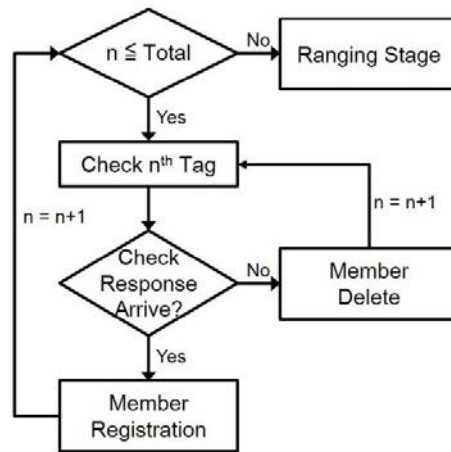 n ≦ Total
No
Ranging Stage
Yes
Check nth Tag
n = n+1
n = n+1
Check
Response
Arrive?
No
Member
Delete
Yes
Member
Registration